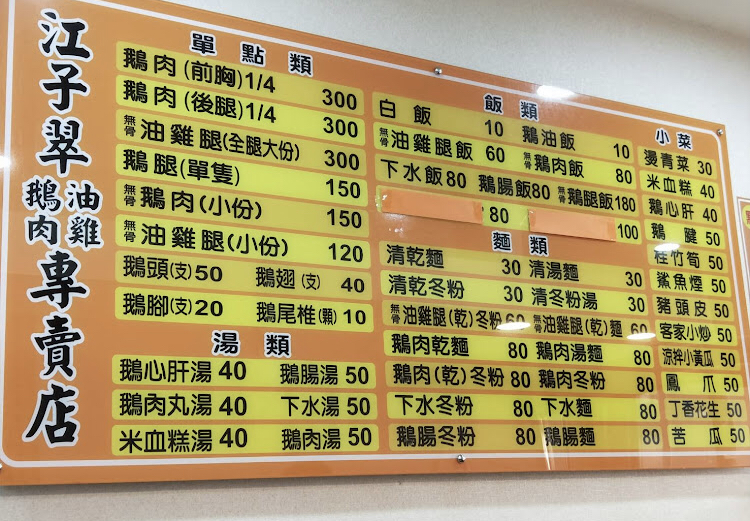 江子翠
鵝肉
油雞
專賣店
單點類
鵝肉(前胸)1/4 300
鵝肉(後腿)1/4 300
無骨油雞腿(全腿大份) 300
鵝腿(單隻) 150
無骨鵝肉(小份) 150
無骨油雞腿(小份) 120
鵝頭(支)50 鵝翅(支) 40
鵝腳(支)20 鵝尾椎(顆)10
湯類
鵝心肝湯 40 鵝腸湯 50
鵝肉丸湯 40 下水湯 50
米血糕湯 40 鵝肉湯 50
飯類
白飯 10 鵝油飯 10
無骨油雞腿飯 60 無骨鵝肉飯 80
下水飯 80 鵝腸飯80 無骨鵝腿飯180
80 100
麵類
清乾麵 30 清湯麵 30
清乾冬粉 30 清冬粉湯 30
無骨油雞腿(乾)冬粉 60 無骨油雞腿(乾)麵 60
鵝肉乾麵 80 鵝肉湯麵 80
鵝肉(乾)冬粉 80 鵝肉冬粉 80
下水冬粉 80 下水麵 80
鵝腸冬粉 80 鵝腸麵 80
小菜
燙青菜 30
米血糕 40
鵝心肝 40
鵝腱 50
桂竹筍 50
鯊魚煙 50
豬頭皮 50
客家小炒 50
涼拌小黃瓜 50
鳳爪 50
丁香花生 50
苦瓜 50